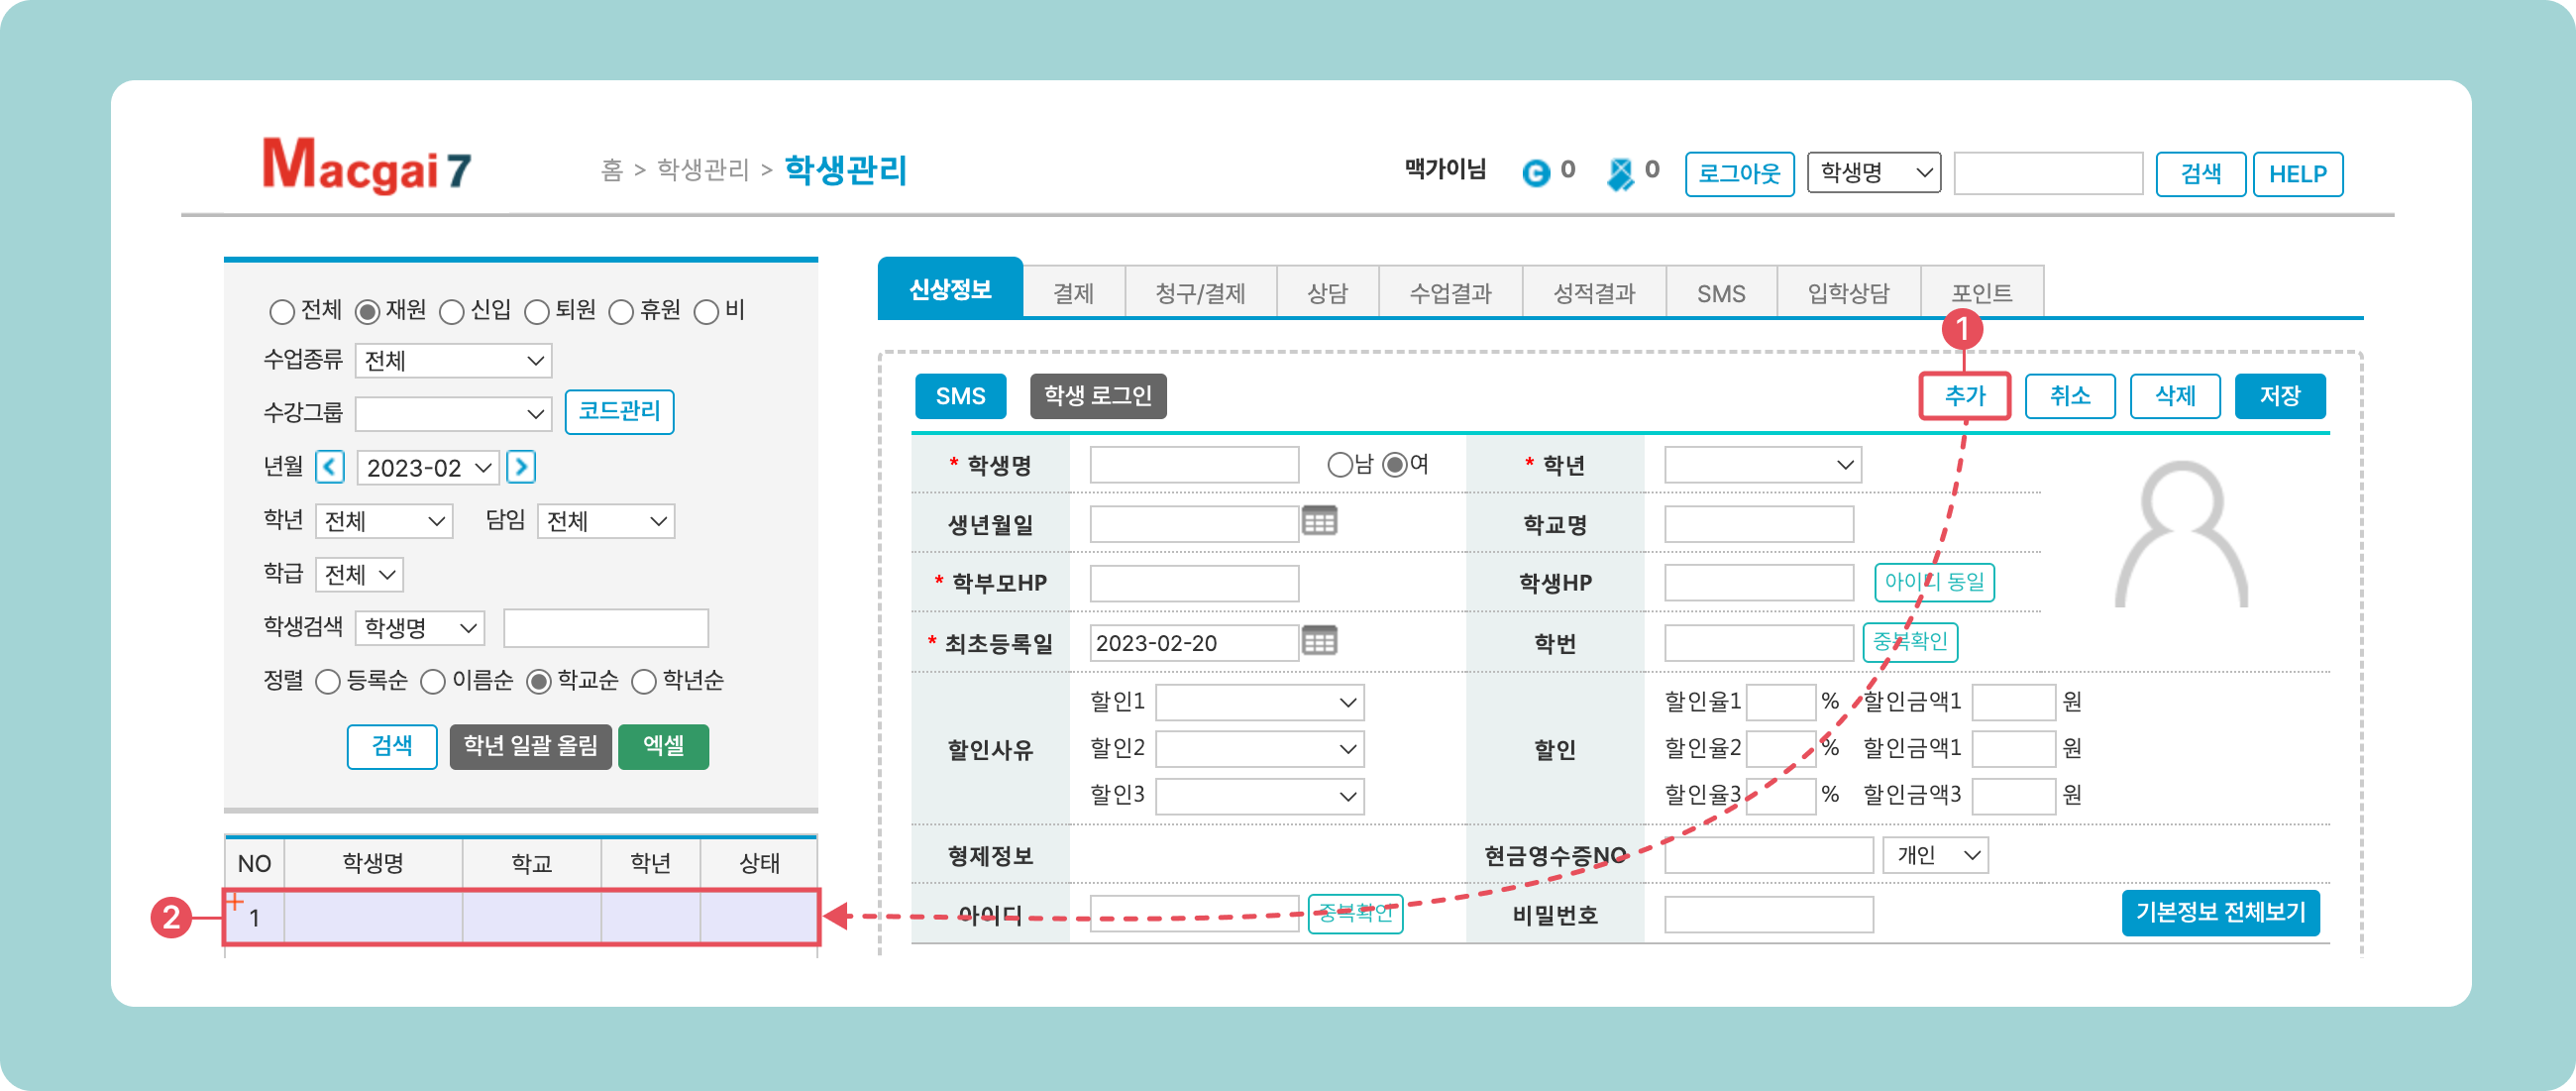 Macgai 7
홈 > 학생관리 > 학생관리
맥가이님 0 0 로그아웃 학생명 검색 HELP
전체 재원 신입 퇴원 휴원 비
수업종류 전체
수강그룹 코드관리
년월 < 2023-02 >
학년 전체 담임 전체
학급 전체
학생검색 학생명
정렬 등록순 이름순 학교순 학년순
검색 학년 일괄 올림 엑셀
NO 학생명 학교 학년 상태
2
1
신상정보 결제 청구/결제 상담 수업결과 성적결과 SMS 입학상담 포인트
1
SMS 학생 로그인 추가 취소 삭제 저장
* 학생명 남 여 * 학년
생년월일 학교명
* 학부모HP 학생HP 아이디 동일
* 최초등록일 2023-02-20 학번 중복확인
할인사유 할인1 할인2 할인3
할인 할인율1 % 할인금액1 원
할인율2 % 할인금액1 원
할인율3 % 할인금액3 원
형제정보 현금영수증NO 개인
아이디 중복확인 비밀번호 기본정보 전체보기